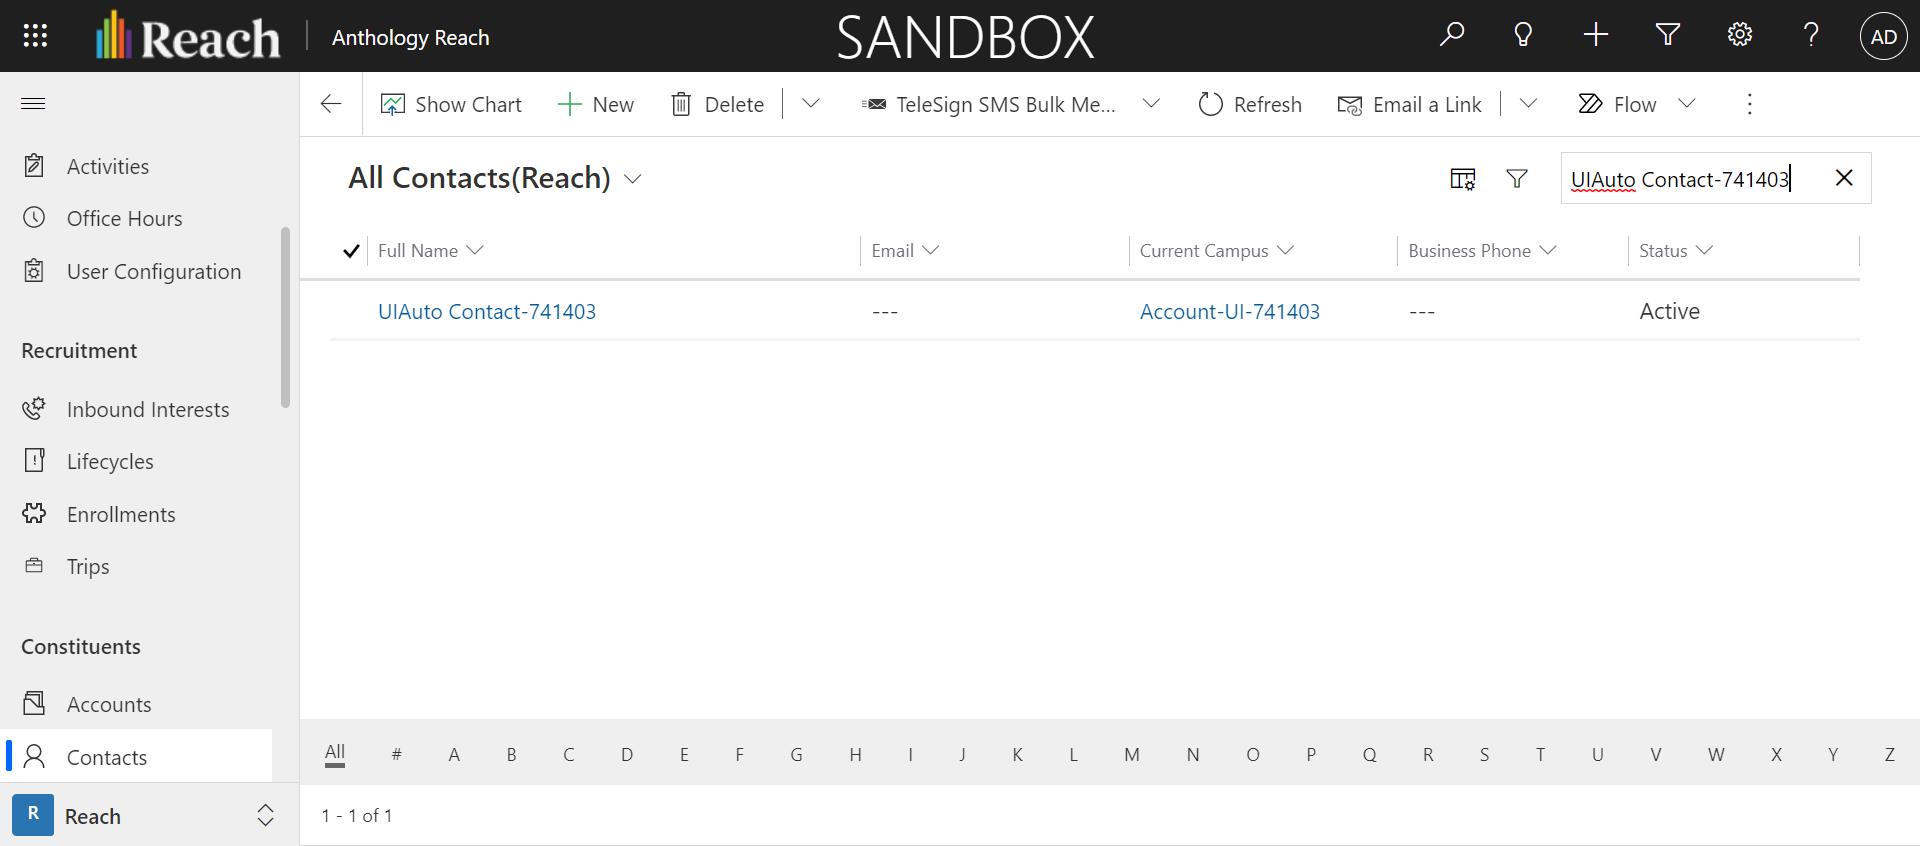 Reach
Anthology Reach
SANDBOX
AD
Show Chart
New
Delete
TeleSign SMS Bulk Me...
Refresh
Email a Link
Flow
Activities
Office Hours
User Configuration
Recruitment
Inbound Interests
Lifecycles
Enrollments
Trips
Constituents
Accounts
Contacts
R
Reach
All Contacts(Reach)
UIAuto Contact-741403
Full Name
Email
Current Campus
Business Phone
Status
UIAuto Contact-741403
---
Account-UI-741403
---
Active
All # A B C D E F G H I J K L M N O P Q R S T U V W X Y Z
1 - 1 of 1